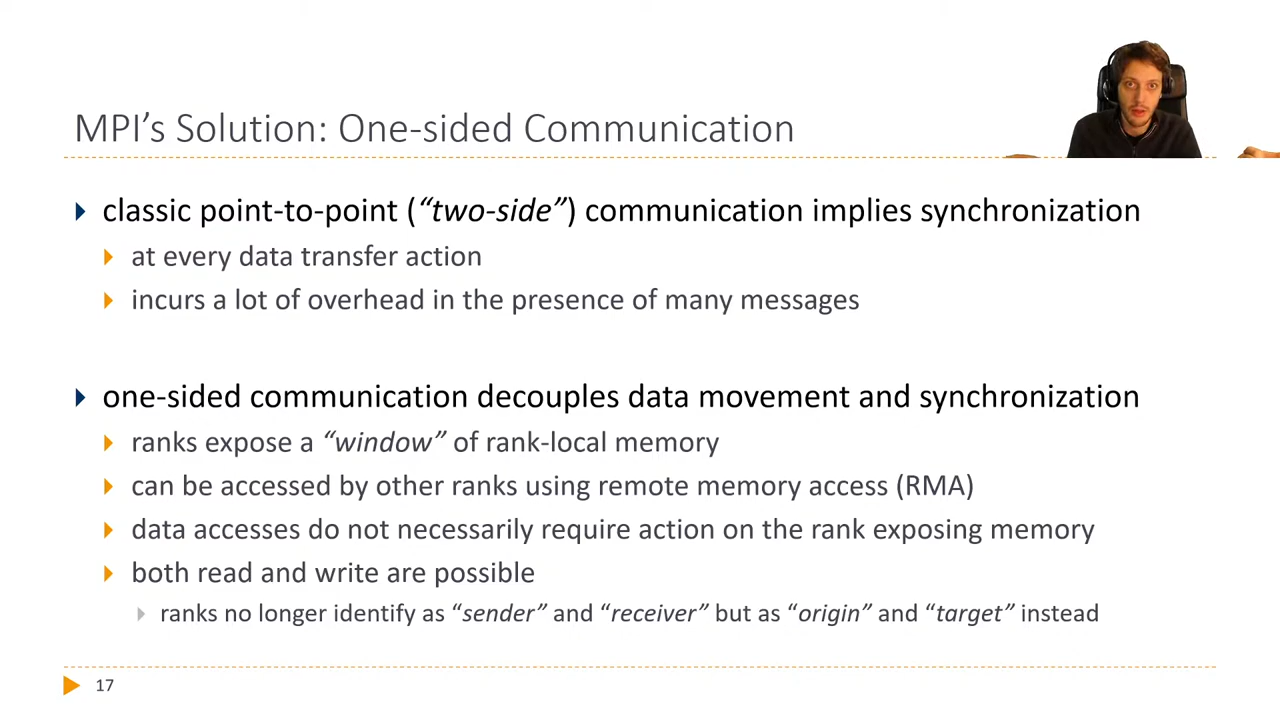 MPI’s Solution: One-sided Communication
classic point-to-point (“two-side”) communication implies synchronization
at every data transfer action
incurs a lot of overhead in the presence of many messages
one-sided communication decouples data movement and synchronization
ranks expose a “window” of rank-local memory
can be accessed by other ranks using remote memory access (RMA)
data accesses do not necessarily require action on the rank exposing memory
both read and write are possible
ranks no longer identify as “sender” and “receiver” but as “origin” and “target” instead
17